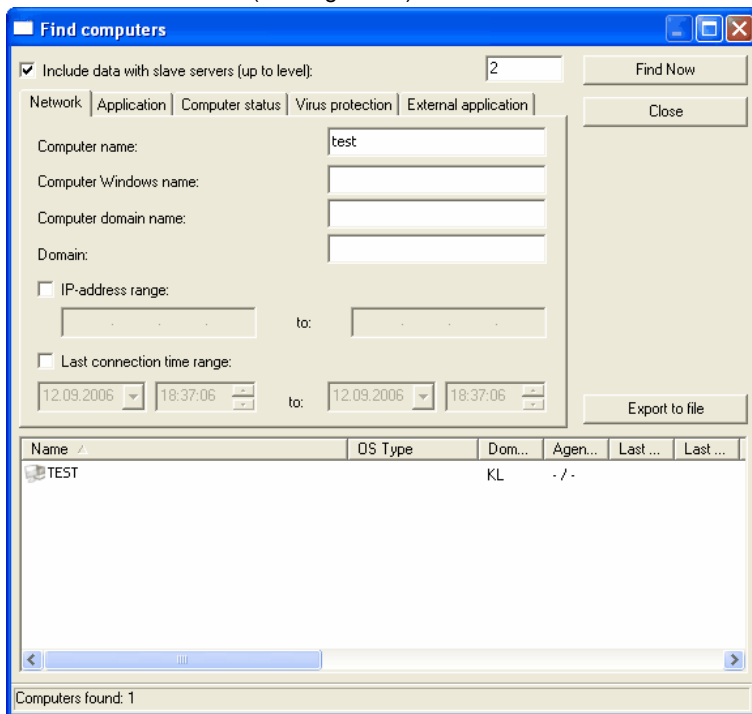 Find computers
Include data with slave servers (up to level): 2 Find Now
Network Application Computer status Virus protection External application Close
Computer name: test
Computer Windows name:
Computer domain name:
Domain:
IP-address range:
. . . to: . . .
Last connection time range:
12.09.2006 18:37:06 to: 12.09.2006 18:37:06
Export to file
Name OS Type Dom... Agen... Last ... Last ...
TEST KL - / -
Computers found: 1